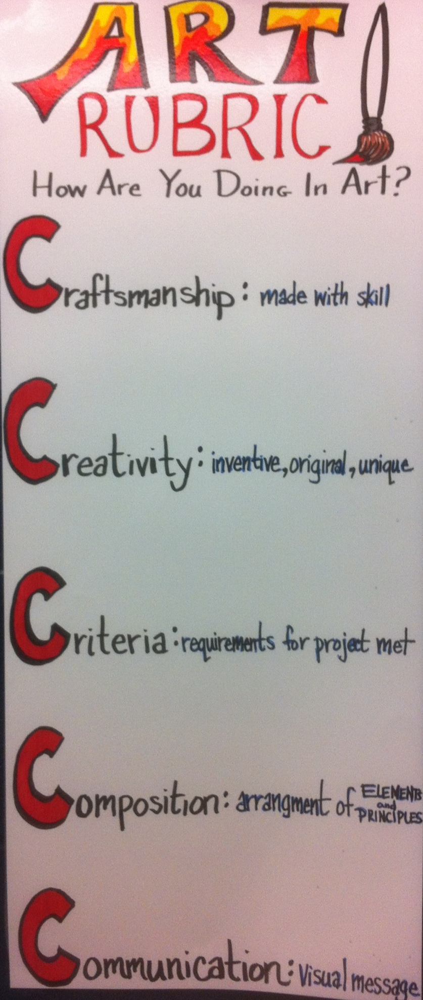 ART
RUBRIC
How Are You Doing In Art?
Craftsmanship: made with skill
Creativity: inventive, original, unique
Criteria: requirements for project met
Composition: arrangment of ELEMENTS and PRINCIPLES
Communication: Visual message